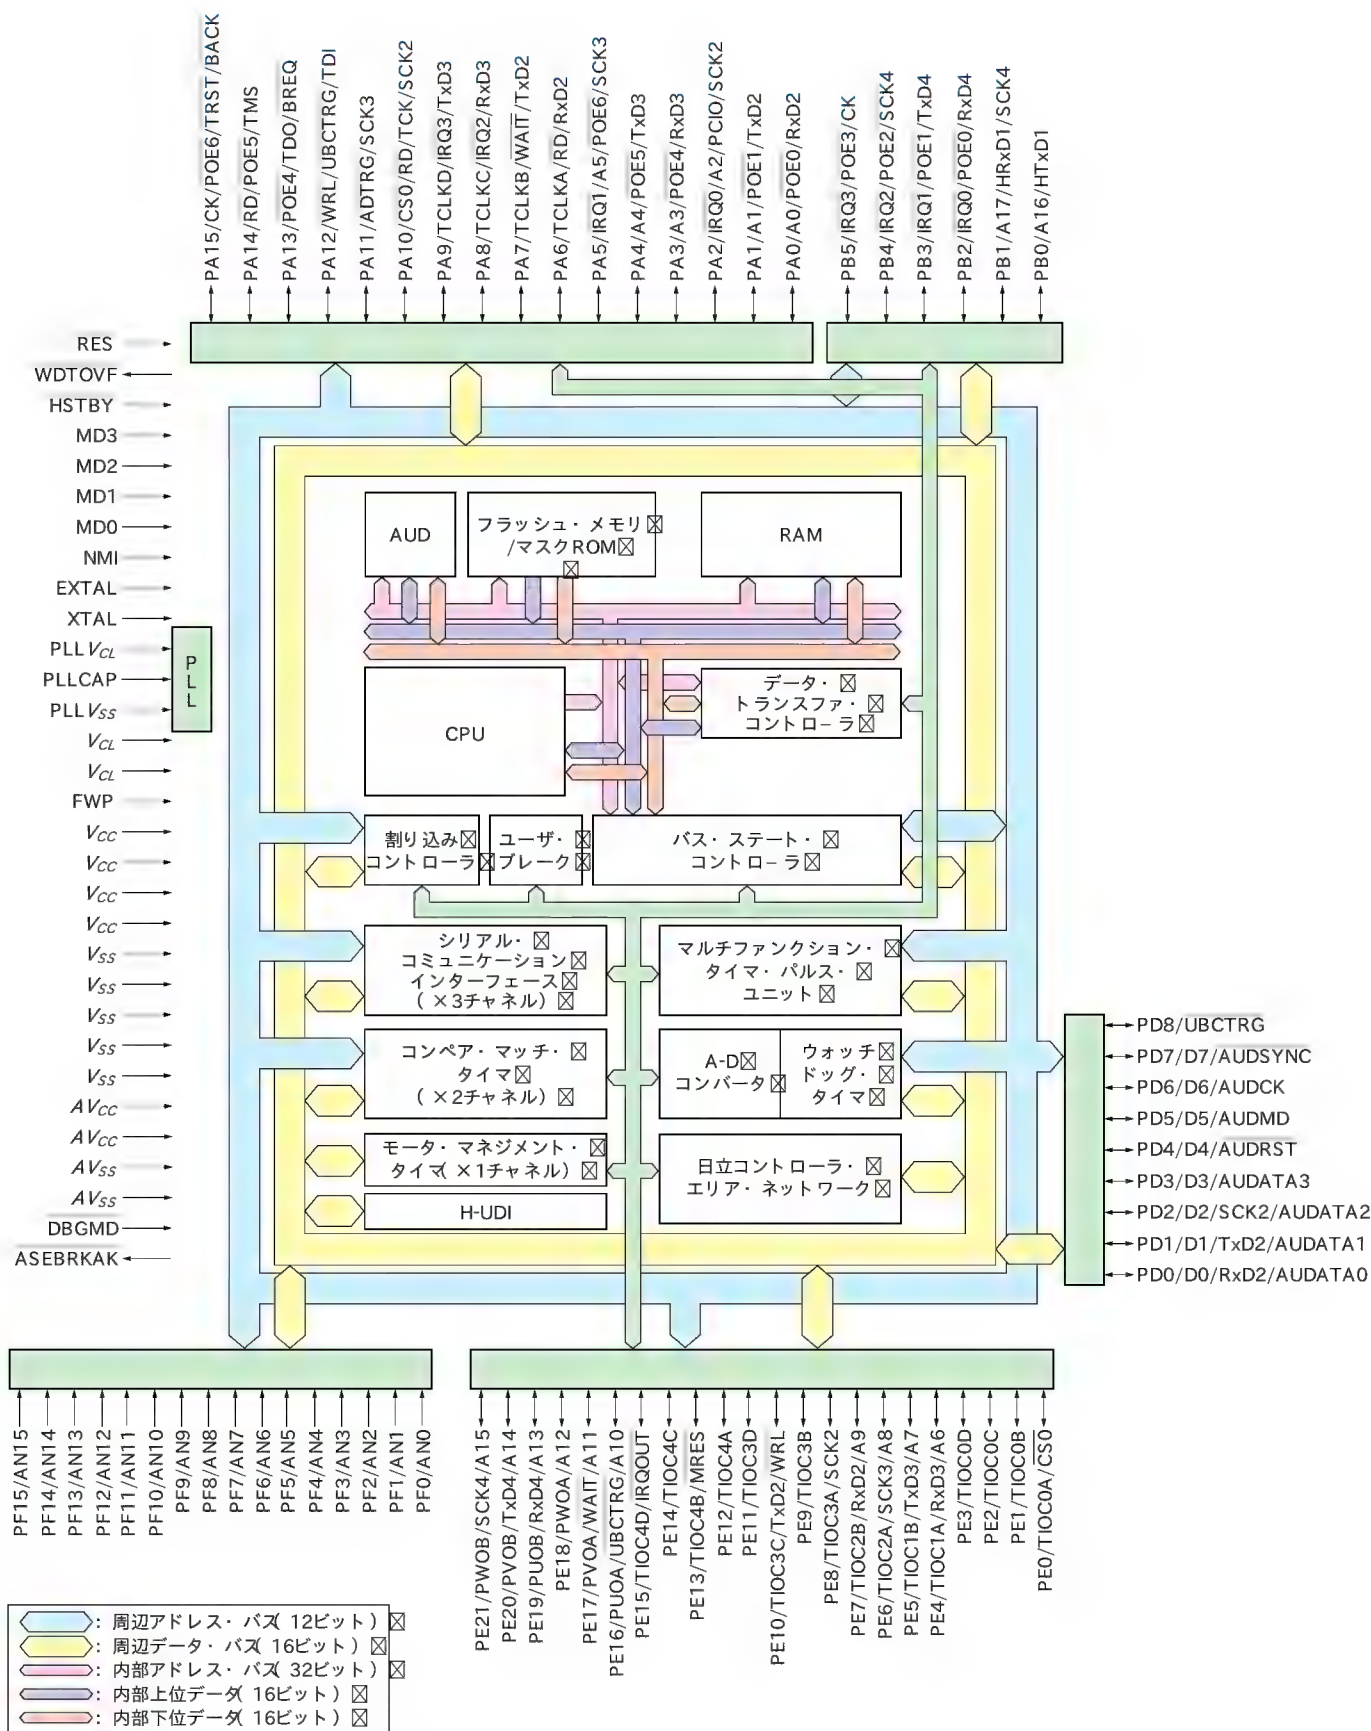 PA15/CK/POE6/TRST/BACK
PA14/RD/POE5/TMS
PA13/POE4/TDO/BREQ
PA12/WRL/UBCTRG/TDI
PA11/ADTRG/SCK3
PA10/CS0/RD/TCK/SCK2
PA9/TCLKD/IRQ3/TxD3
PA8/TCLKC/IRQ2/RxD3
PA7/TCLKB/WAIT/TxD2
PA6/TCLKA/RD/RxD2
PA5/IRQ1/A5/POE6/SCK3
PA4/A4/POE5/TxD3
PA3/A3/POE4/RxD3
PA2/IRQ0/A2/PCIO/SCK2
PA1/A1/POE1/TxD2
PA0/A0/POE0/RxD2
PB5/IRQ3/POE3/CK
PB4/IRQ2/POE2/SCK4
PB3/IRQ1/POE1/TxD4
PB2/IRQ0/POE0/RxD4
PB1/A17/HRxD1/SCK4
PB0/A16/HTxD1
RES
WDTOVF
HSTBY
MD3
MD2
MD1
MD0
NMI
EXTAL
XTAL
PLLVCL
PLLCAP
PLLVSS
VCL
VCL
FWP
VCC
VCC
VCC
VCC
VSS
VSS
VSS
VSS
VSS
AVCC
AVCC
AVSS
AVSS
DBGMD
ASEBRKAK
PLL
AUD
フラッシュ・メモリ
/マスクROM
RAM
CPU
データ・
トランスファ・
コントローラ
割り込み
コントローラ
ユーザ・
ブレーク
バス・ステート・
コントローラ
シリアル・
コミュニケーション
インターフェース
(×3チャネル)
マルチファンクション・
タイマ・パルス・
ユニット
コンペア・マッチ・
タイマ
(×2チャネル)
A-D
コンバータ
ウォッチ
ドッグ・
タイマ
モータ・マネジメント・
タイマ(×1チャネル)
日立コントローラ・
エリア・ネットワーク
H-UDI
PD8/UBCTRG
PD7/D7/AUDSYNC
PD6/D6/AUDCK
PD5/D5/AUDMD
PD4/D4/AUDRST
PD3/D3/AUDATA3
PD2/D2/SCK2/AUDATA2
PD1/D1/TxD2/AUDATA1
PD0/D0/RxD2/AUDATA0
PF15/AN15
PF14/AN14
PF13/AN13
PF12/AN12
PF11/AN11
PF10/AN10
PF9/AN9
PF8/AN8
PF7/AN7
PF6/AN6
PF5/AN5
PF4/AN4
PF3/AN3
PF2/AN2
PF1/AN1
PF0/AN0
PE21/PWOB/SCK4/A15
PE20/PVOB/TxD4/A14
PE19/PUOB/RxD4/A13
PE18/PWOA/A12
PE17/PVOA/WAIT/A11
PE16/PUOA/UBCTRG/A10
PE15/TIOC4D/IRQOUT
PE14/TIOC4C
PE13/TIOC4B/MRES
PE12/TIOC4A
PE11/TIOC3D
PE10/TIOC3C/TxD2/WRL
PE9/TIOC3B
PE8/TIOC3A/SCK2
PE7/TIOC2B/RxD2/A9
PE6/TIOC2A/SCK3/A8
PE5/TIOC1B/TxD3/A7
PE4/TIOC1A/RxD3/A6
PE3/TIOC0D
PE2/TIOC0C
PE1/TIOC0B
PE0/TIOC0A/CS0
: 周辺アドレス・バス(12ビット)
: 周辺データ・バス(16ビット)
: 内部アドレス・バス(32ビット)
: 内部上位データ(16ビット)
: 内部下位データ(16ビット)